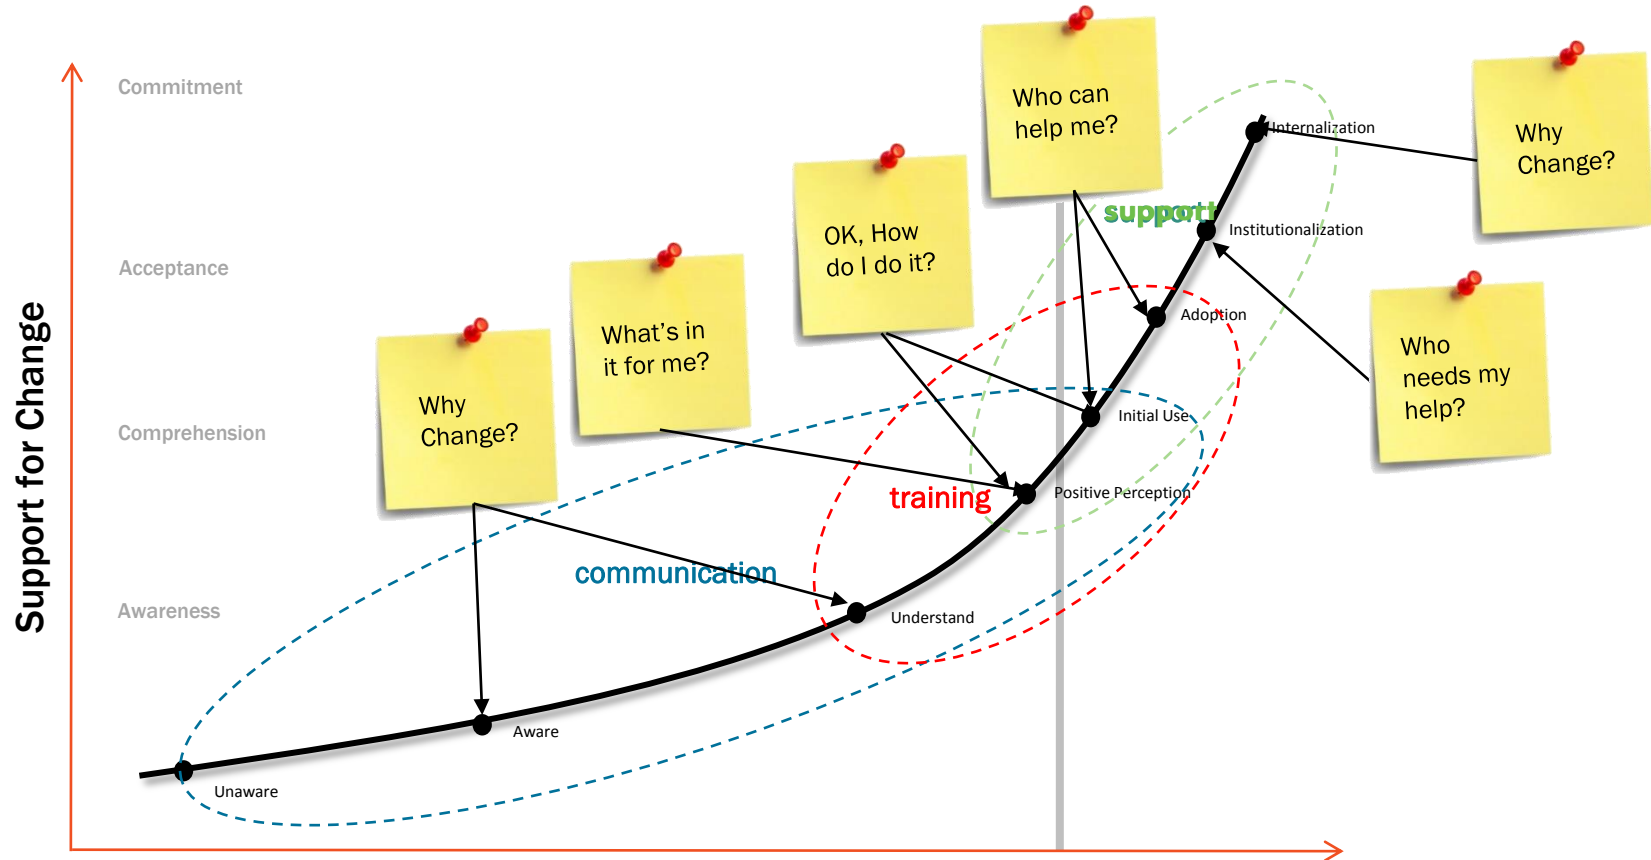 Commitment
Who can
help me?
Why
Change?
Internalization
support
Institutionalization
OK, How
do I do it?
Acceptance
What's in
it for me?
Adoption
Who
needs my
help?
Support for Change
Why
Change?
Comprehension
Initial Use
training
Positive Perception
communication
Awareness
Understand
Aware
Unaware